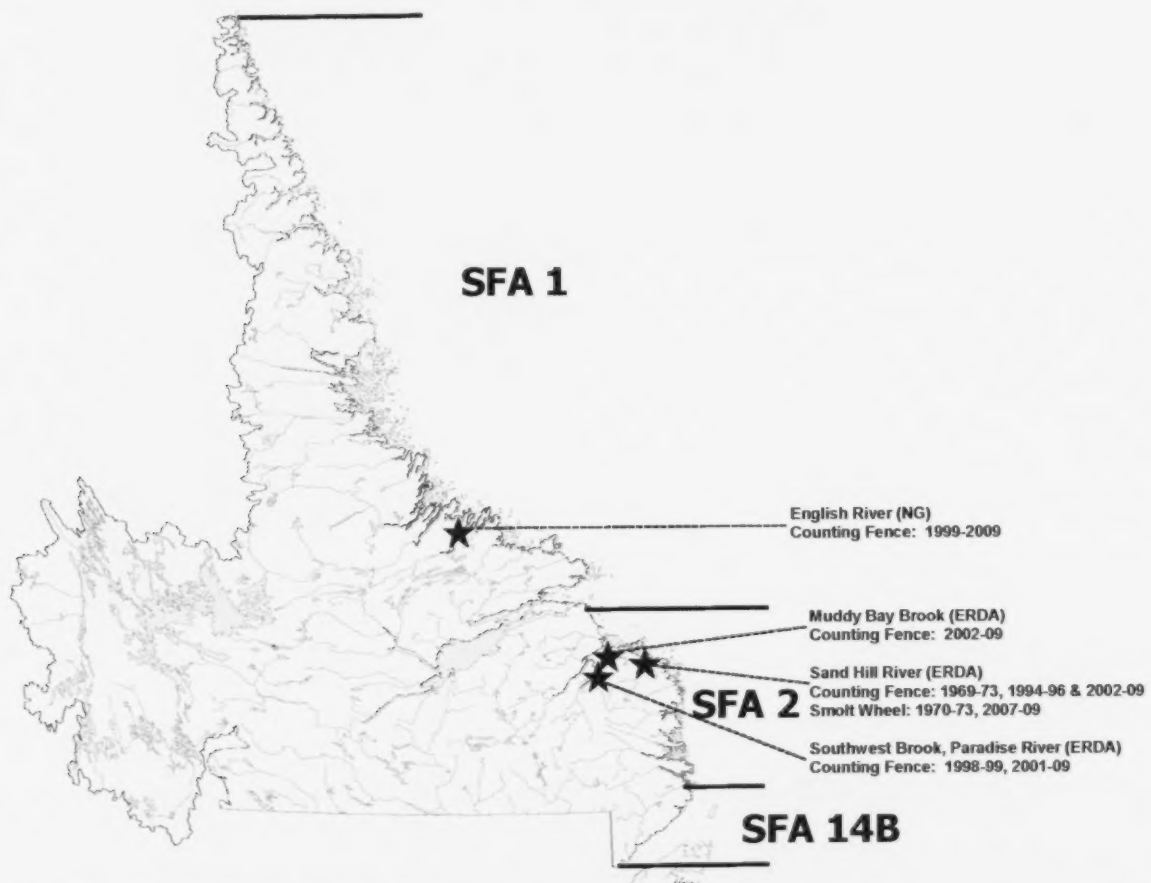 SFA 1
English River (NG)
Counting Fence: 1999-2009
Muddy Bay Brook (ERDA)
Counting Fence: 2002-09
Sand Hill River (ERDA)
Counting Fence: 1969-73, 1994-96 & 2002-09
Smolt Wheel: 1970-73, 2007-09
SFA 2
Southwest Brook, Paradise River (ERDA)
Counting Fence: 1998-99, 2001-09
SFA 14B